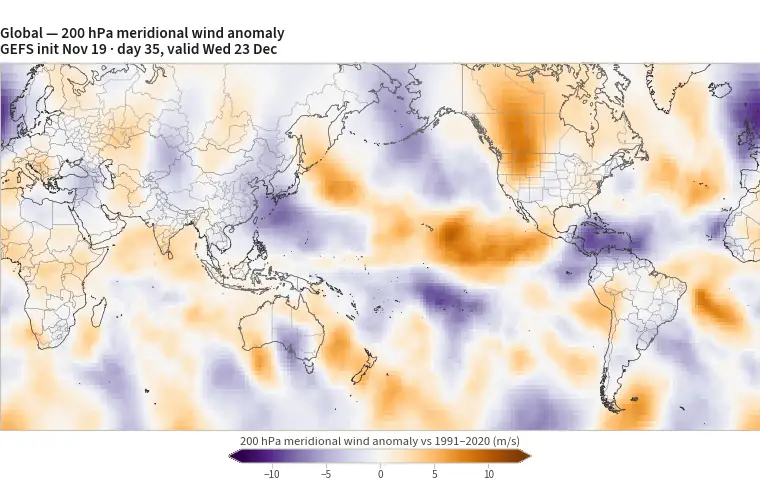 Global — 200 hPa meridional wind anomaly
GEFS init Nov 19 · day 35, valid Wed 23 Dec
200 hPa meridional wind anomaly vs 1991–2020 (m/s)
−10 −5 0 5 10